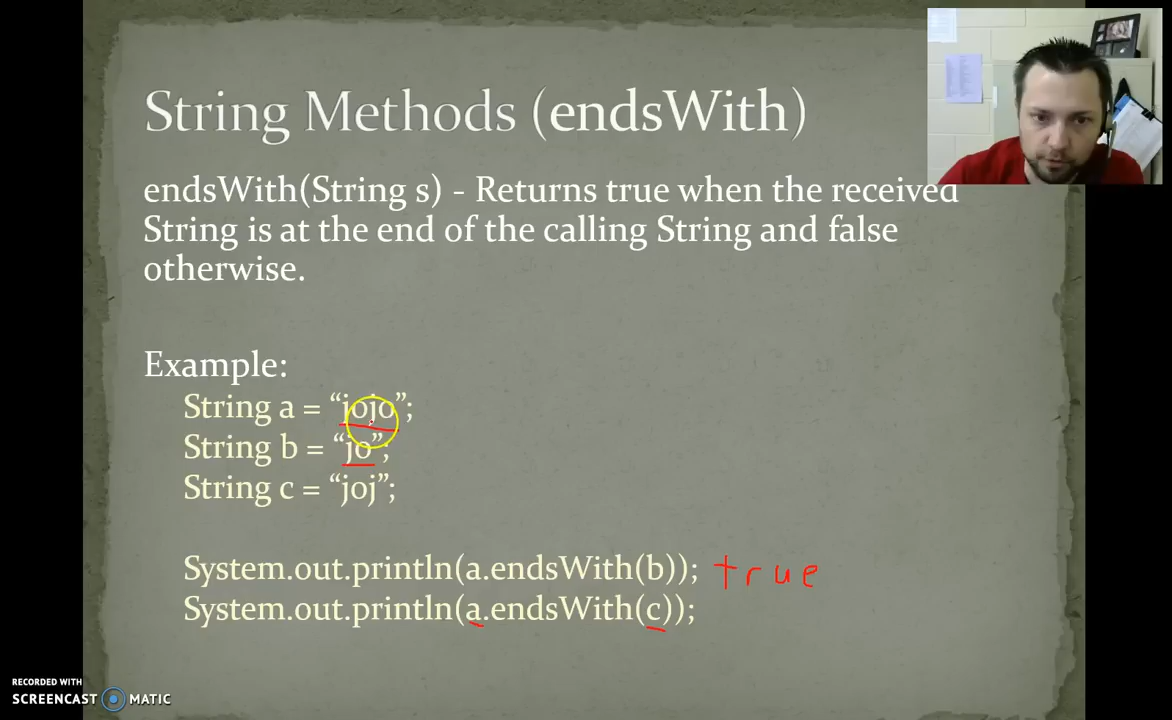 String Methods (endsWith)
endsWith(String s) - Returns true when the received
String is at the end of the calling String and false
otherwise.
Example:
String a = “jojo”;
String b = “jo”;
String c = “joj”;
System.out.println(a.endsWith(b)); true
System.out.println(a.endsWith(c));
RECORDED WITH
SCREENCAST MATIC